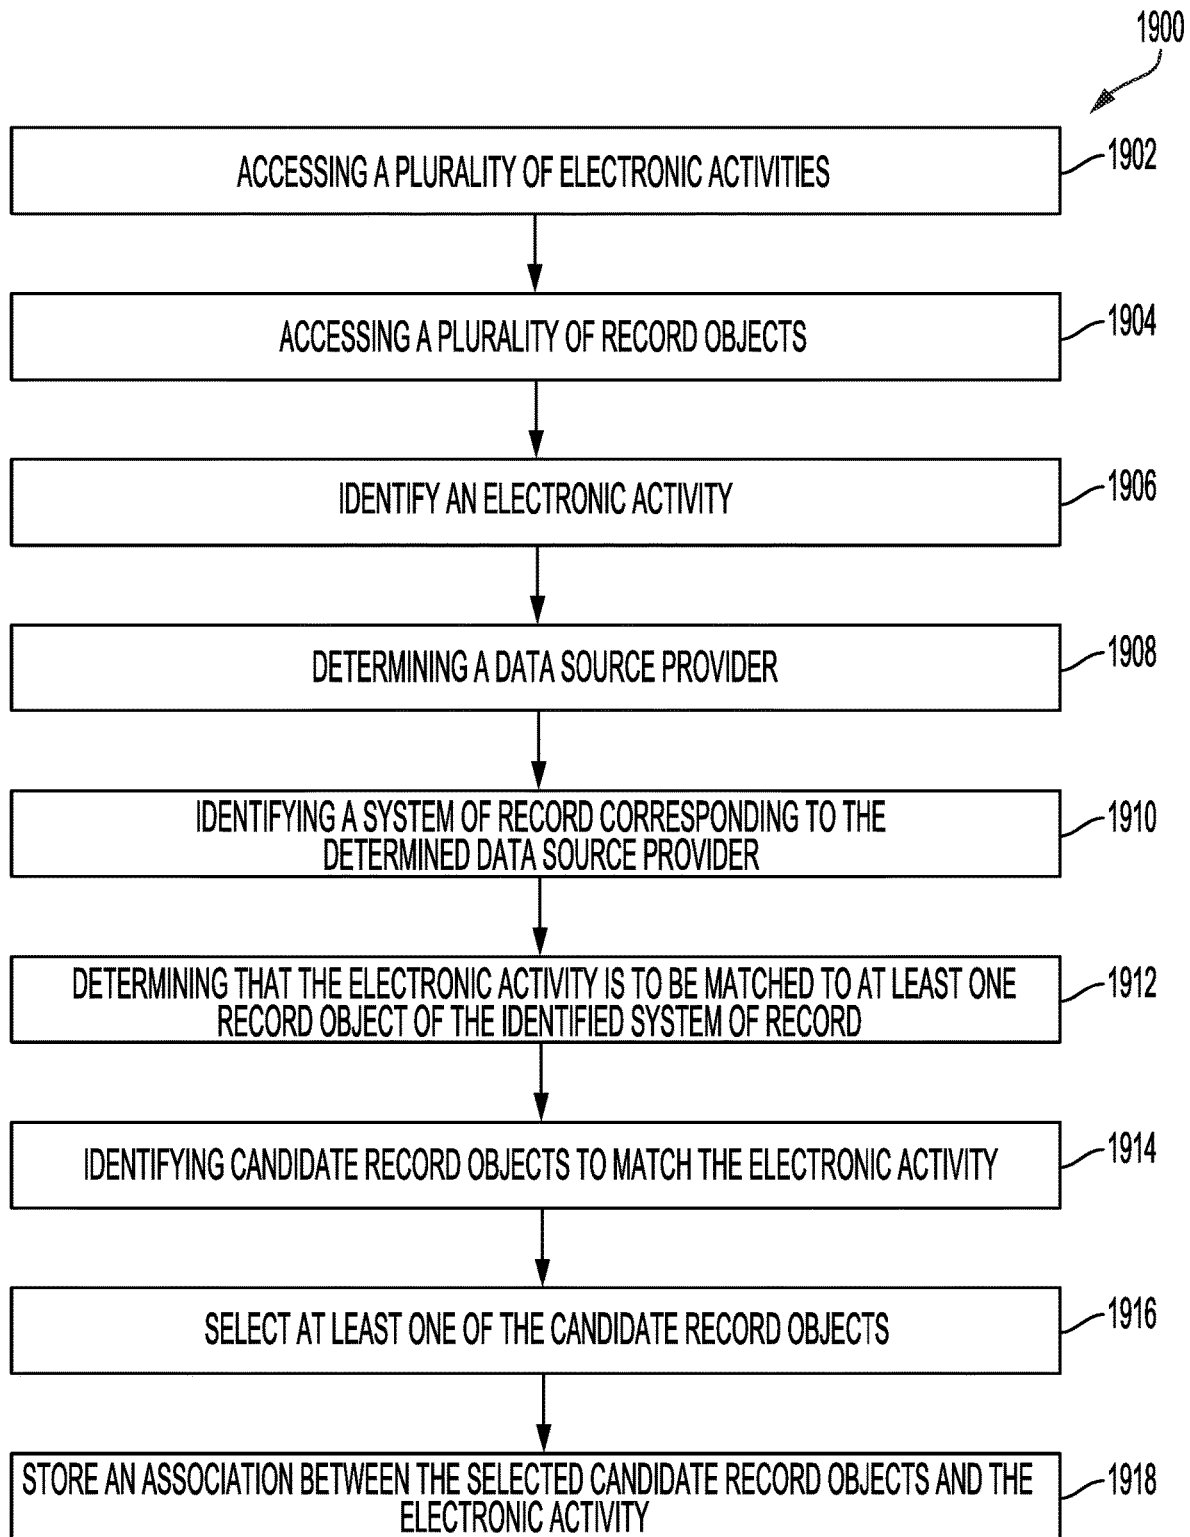 1900
ACCESSING A PLURALITY OF ELECTRONIC ACTIVITIES
1902
ACCESSING A PLURALITY OF RECORD OBJECTS
1904
IDENTIFY AN ELECTRONIC ACTIVITY
1906
DETERMINING A DATA SOURCE PROVIDER
1908
IDENTIFYING A SYSTEM OF RECORD CORRESPONDING TO THE
DETERMINED DATA SOURCE PROVIDER
1910
DETERMINING THAT THE ELECTRONIC ACTIVITY IS TO BE MATCHED TO AT LEAST ONE
RECORD OBJECT OF THE IDENTIFIED SYSTEM OF RECORD
1912
IDENTIFYING CANDIDATE RECORD OBJECTS TO MATCH THE ELECTRONIC ACTIVITY
1914
SELECT AT LEAST ONE OF THE CANDIDATE RECORD OBJECTS
1916
STORE AN ASSOCIATION BETWEEN THE SELECTED CANDIDATE RECORD OBJECTS AND THE
ELECTRONIC ACTIVITY
1918